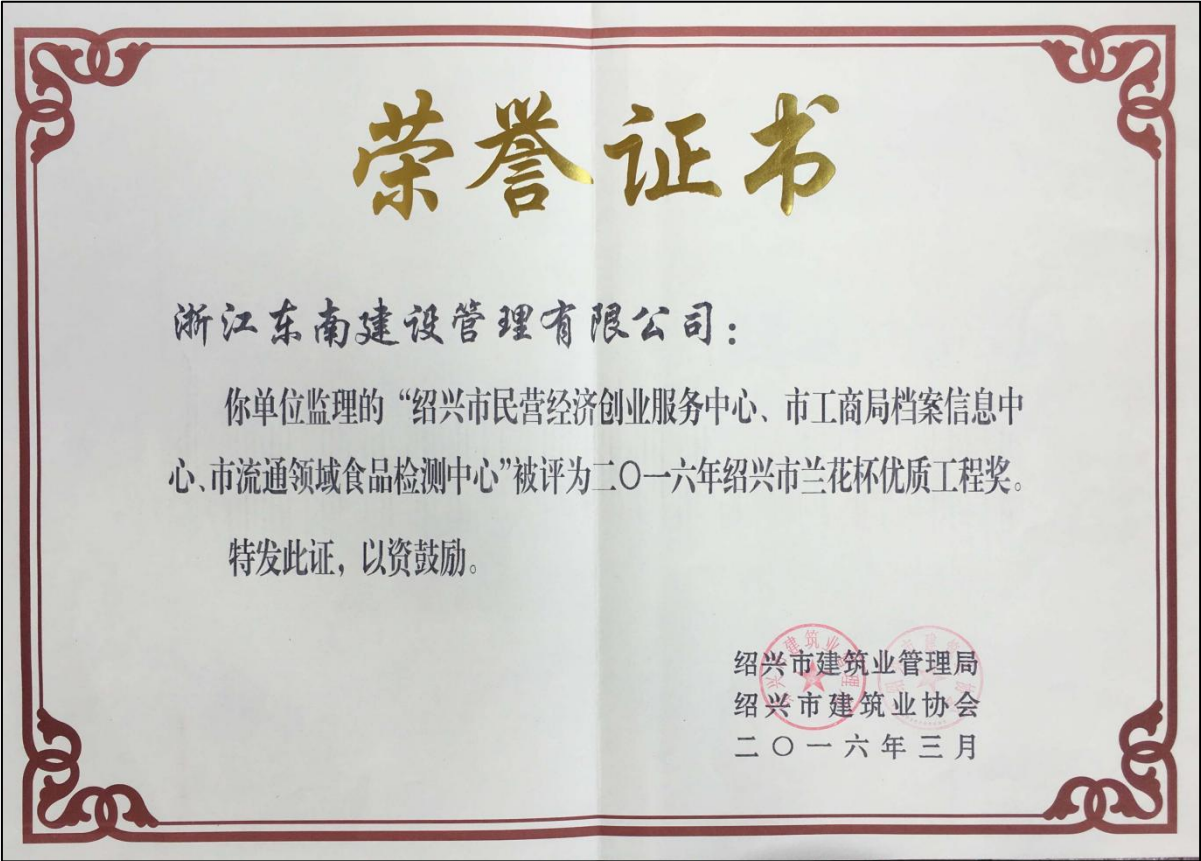 荣誉证书
浙江东南建设管理有限公司：
你单位监理的“绍兴市民营经济创业服务中心、市工商局档案信息中
心、市流通领域食品检测中心”被评为二〇一六年绍兴市兰花杯优质工程奖。
特发此证，以资鼓励。
绍兴市建筑业管理局
绍兴市建筑业协会
二〇一六年三月